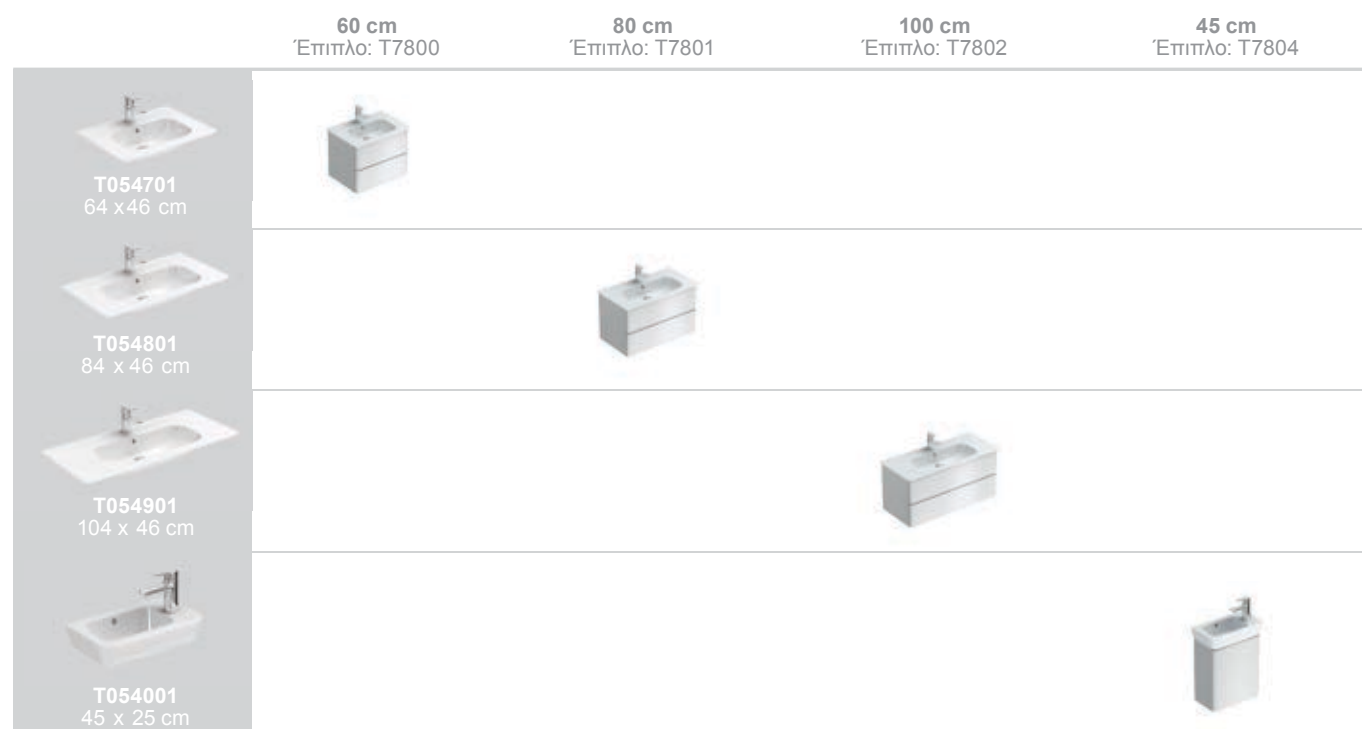 60 cm
Έπιπλο: T7800
80 cm
Έπιπλο: T7801
100 cm
Έπιπλο: T7802
45 cm
Έπιπλο: T7804
T054701
64 x46 cm
T054801
84 x 46 cm
T054901
104 x 46 cm
T054001
45 x 25 cm